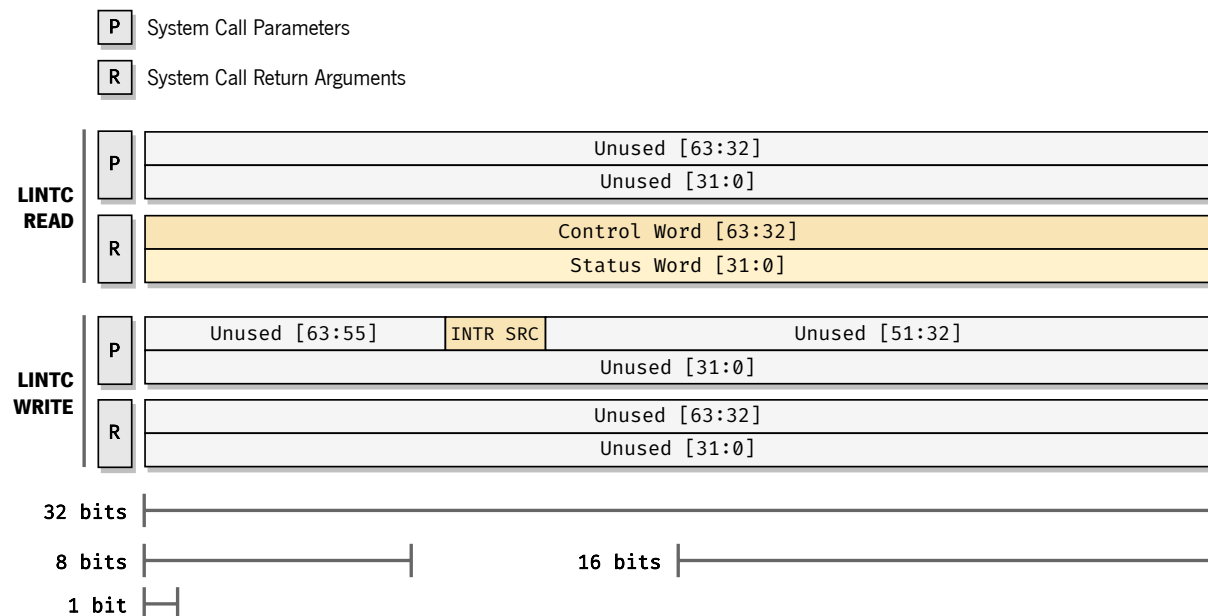 P System Call Parameters
R System Call Return Arguments
LINTC READ
P
Unused [63:32]
Unused [31:0]
R
Control Word [63:32]
Status Word [31:0]
LINTC WRITE
P
Unused [63:55] INTR SRC Unused [51:32]
Unused [31:0]
R
Unused [63:32]
Unused [31:0]
32 bits
8 bits 16 bits
1 bit